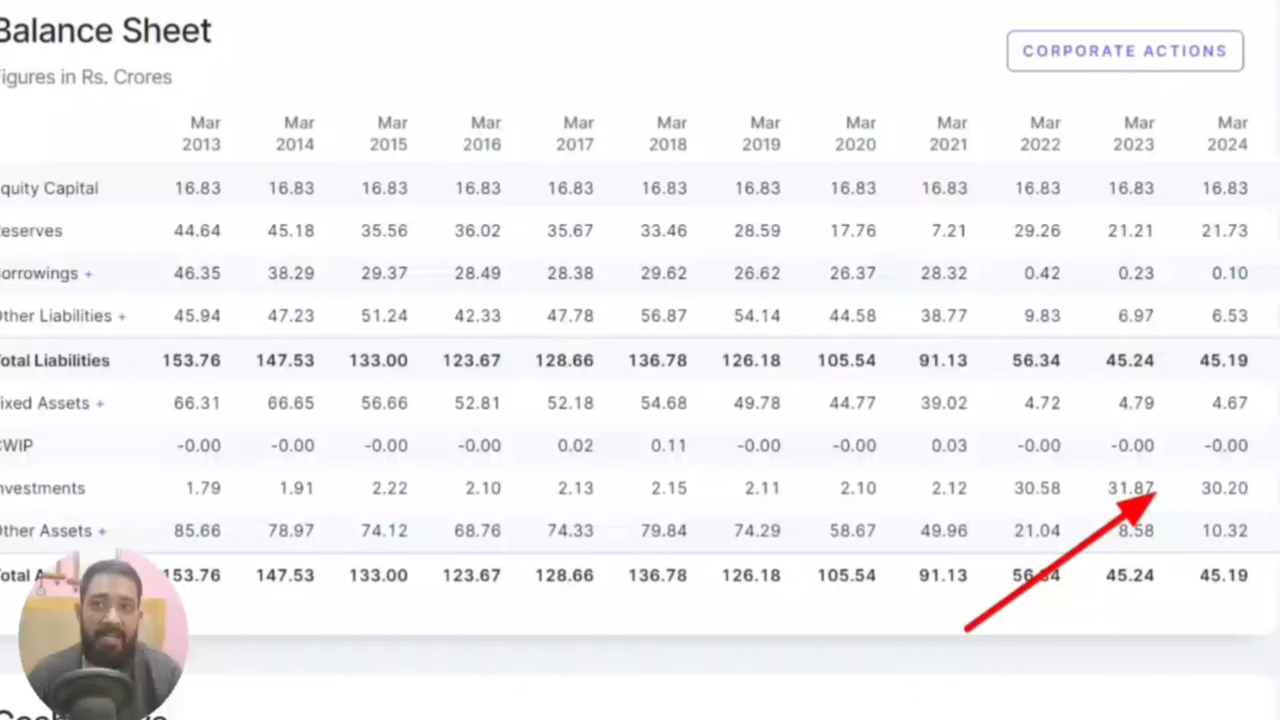 Balance Sheet
CORPORATE ACTIONS
igures in Rs. Crores
Mar Mar Mar Mar Mar Mar Mar Mar Mar Mar Mar Mar
2013 2014 2015 2016 2017 2018 2019 2020 2021 2022 2023 2024
quity Capital 16.83 16.83 16.83 16.83 16.83 16.83 16.83 16.83 16.83 16.83 16.83 16.83
eserves 44.64 45.18 35.56 36.02 35.67 33.46 28.59 17.76 7.21 29.26 21.21 21.73
orrowings + 46.35 38.29 29.37 28.49 28.38 29.62 26.62 26.37 28.32 0.42 0.23 0.10
ther Liabilities + 45.94 47.23 51.24 42.33 47.78 56.87 54.14 44.58 38.77 9.83 6.97 6.53
otal Liabilities 153.76 147.53 133.00 123.67 128.66 136.78 126.18 105.54 91.13 56.34 45.24 45.19
ixed Assets + 66.31 66.65 56.66 52.81 52.18 54.68 49.78 44.77 39.02 4.72 4.79 4.67
CWIP -0.00 -0.00 -0.00 -0.00 0.02 0.11 -0.00 -0.00 0.03 -0.00 -0.00 -0.00
nvestments 1.79 1.91 2.22 2.10 2.13 2.15 2.11 2.10 2.12 30.58 31.87 30.20
ther Assets + 85.66 78.97 74.12 68.76 74.33 79.84 74.29 58.67 49.96 21.04 8.58 10.32
otal A 153.76 147.53 133.00 123.67 128.66 136.78 126.18 105.54 91.13 56.34 45.24 45.19